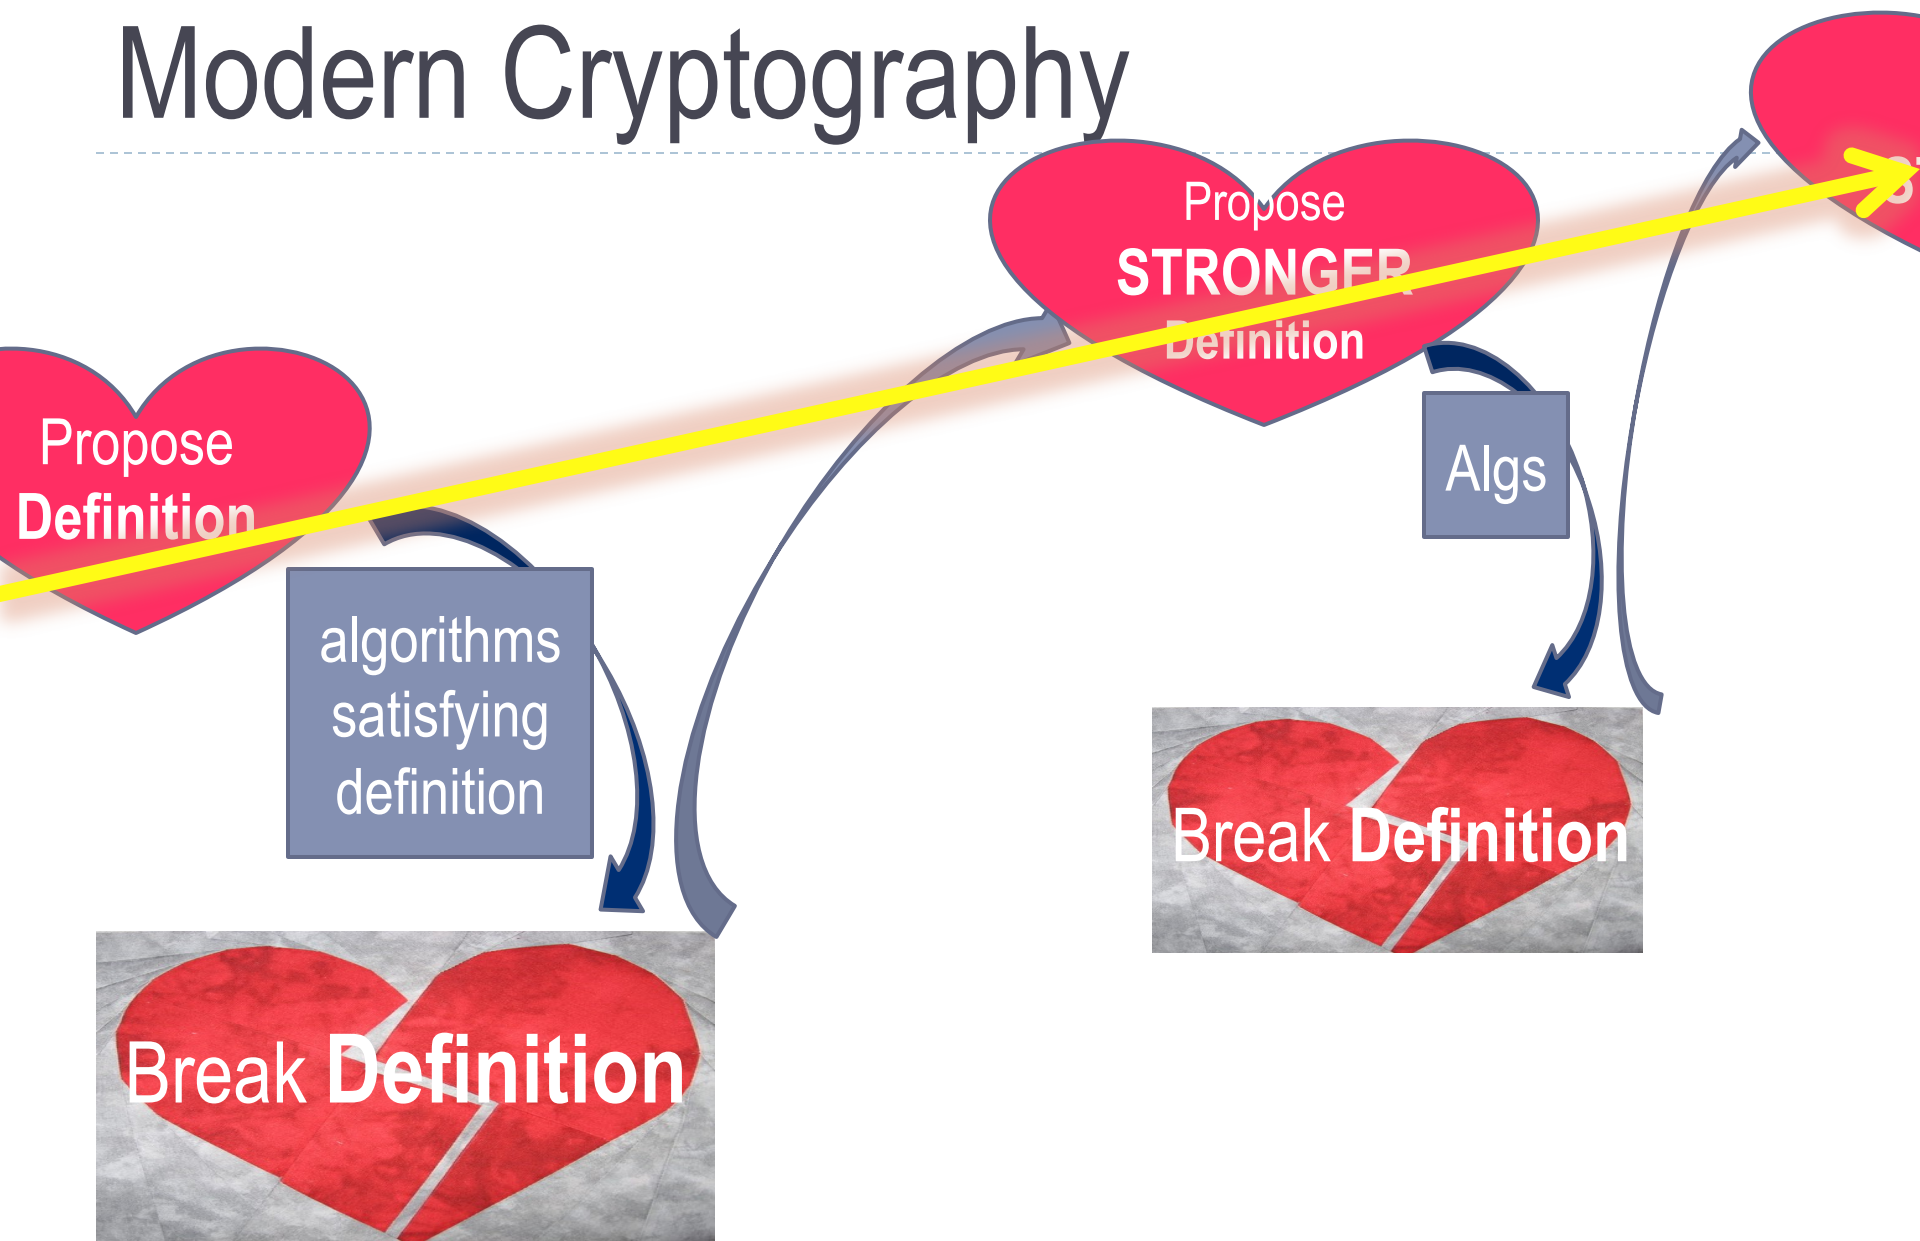 Modern Cryptography
Propose
Definition
algorithms
satisfying
definition
Break Definition
Propose
STRONGER
Definition
Algs
Break Definition